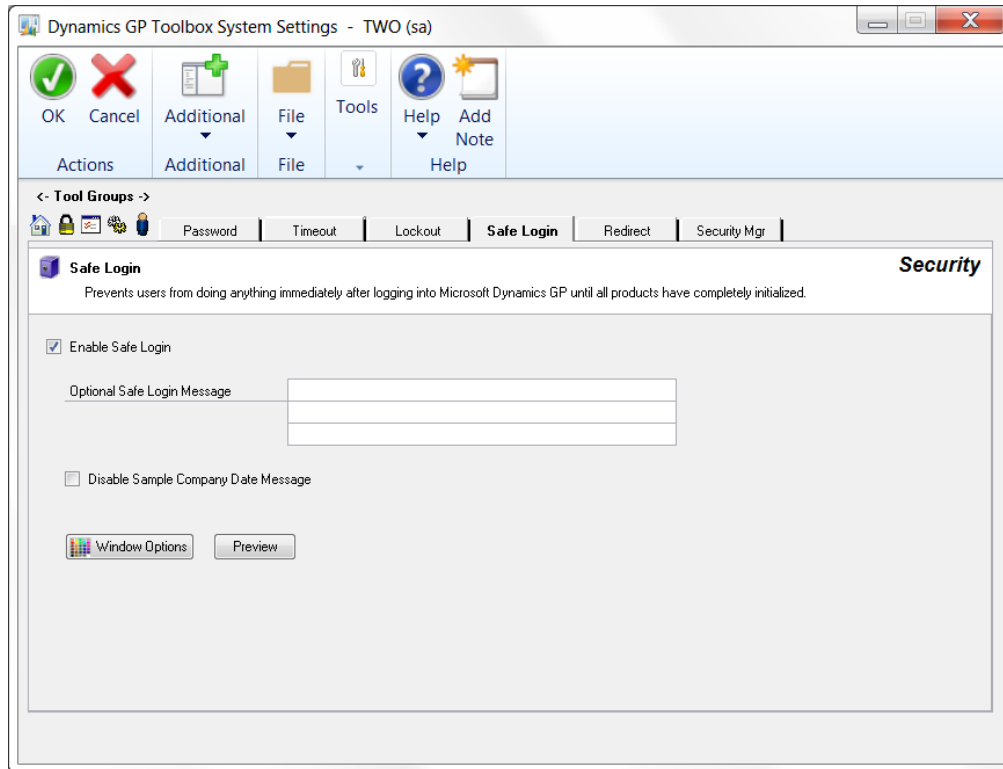 Dynamics GP Toolbox System Settings - TWO (sa)
OK Cancel Additional File Tools Help Add Note
Actions Additional File Help
<- Tool Groups ->
Password Timeout Lockout Safe Login Redirect Security Mgr
Safe Login Security
Prevents users from doing anything immediately after logging into Microsoft Dynamics GP until all products have completely initialized.
Enable Safe Login
Optional Safe Login Message
Disable Sample Company Date Message
Window Options Preview